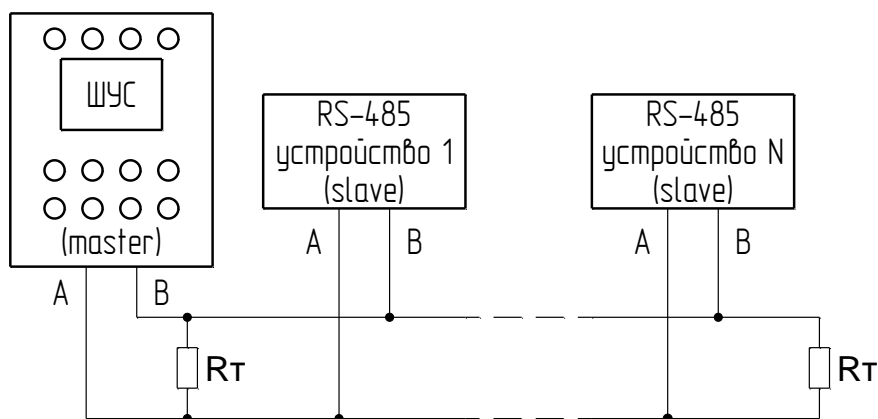 ШУС
(master)
A
B
RS-485
устройство 1
(slave)
A
B
RS-485
устройство N
(slave)
A
B
Rт
Rт